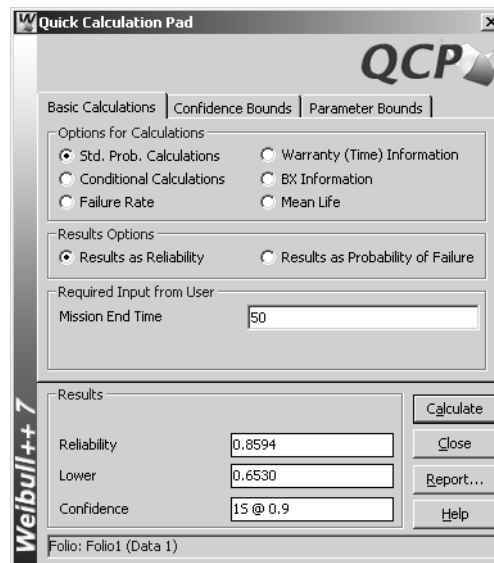 Quick Calculation Pad
QCP
Basic Calculations Confidence Bounds Parameter Bounds
Options for Calculations
Std. Prob. Calculations Warranty (Time) Information
Conditional Calculations BX Information
Failure Rate Mean Life
Results Options
Results as Reliability Results as Probability of Failure
Required Input from User
Mission End Time 50
Results
Reliability 0.8594
Lower 0.6530
Confidence 1S @ 0.9
Calculate
Close
Report...
Help
Weibull++ 7
Folio: Folio1 (Data 1)